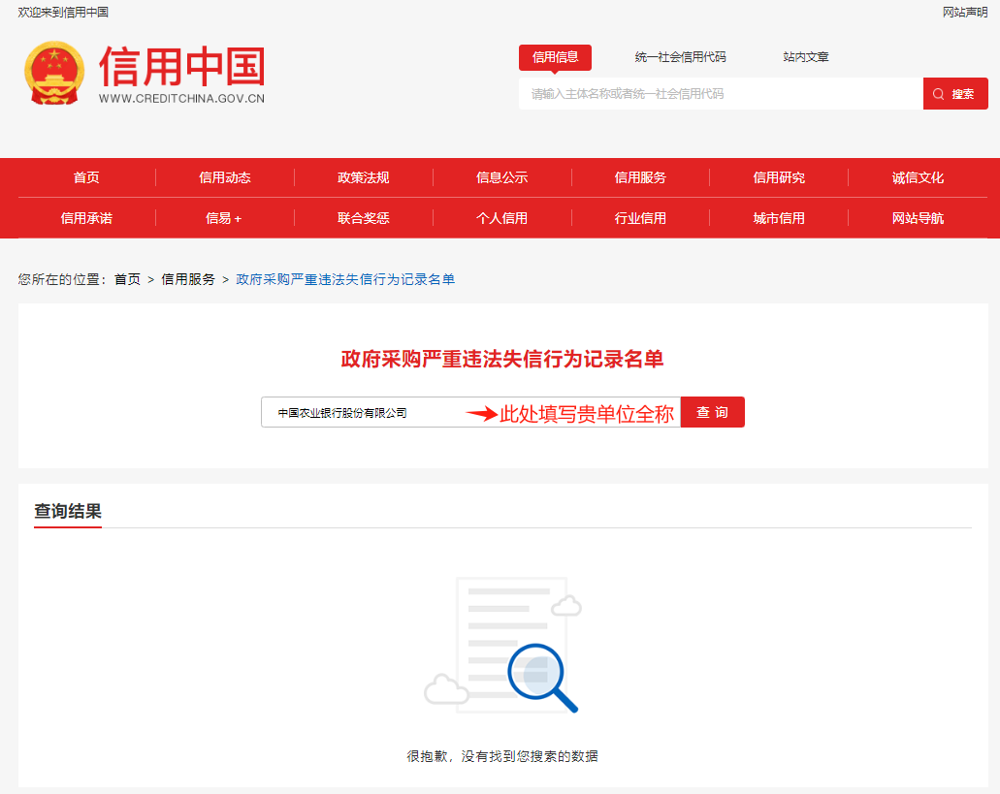 欢迎来到信用中国 网站声明
信用中国
WWW.CREDITCHINA.GOV.CN
信用信息 统一社会信用代码 站内文章
请输入主体名称或者统一社会信用代码 搜索
首页 信用动态 政策法规 信息公示 信用服务 信用研究 诚信文化
信用承诺 信易+ 联合奖惩 个人信用 行业信用 城市信用 网站导航
您所在的位置：首页 > 信用服务 > 政府采购严重违法失信行为记录名单
政府采购严重违法失信行为记录名单
中国农业银行股份有限公司 此处填写贵单位全称 查 询
查询结果
很抱歉，没有找到您搜索的数据